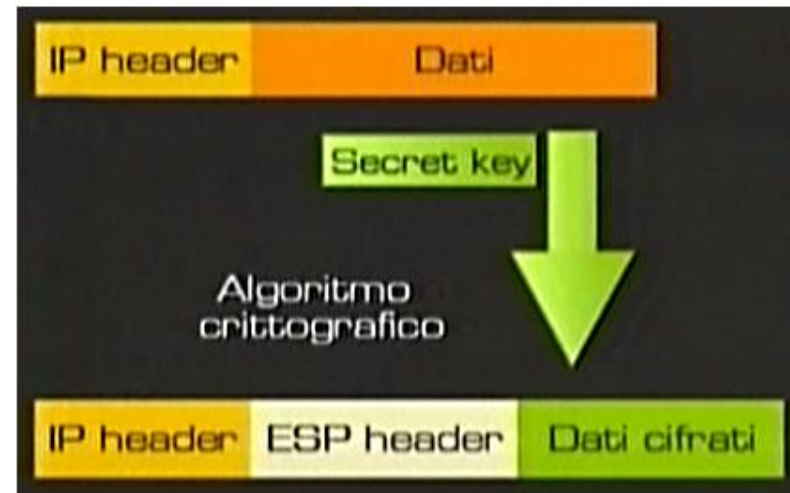 IP header Dati
Secret key
Algoritmo
crittografico
IP header ESP header Dati cifrati